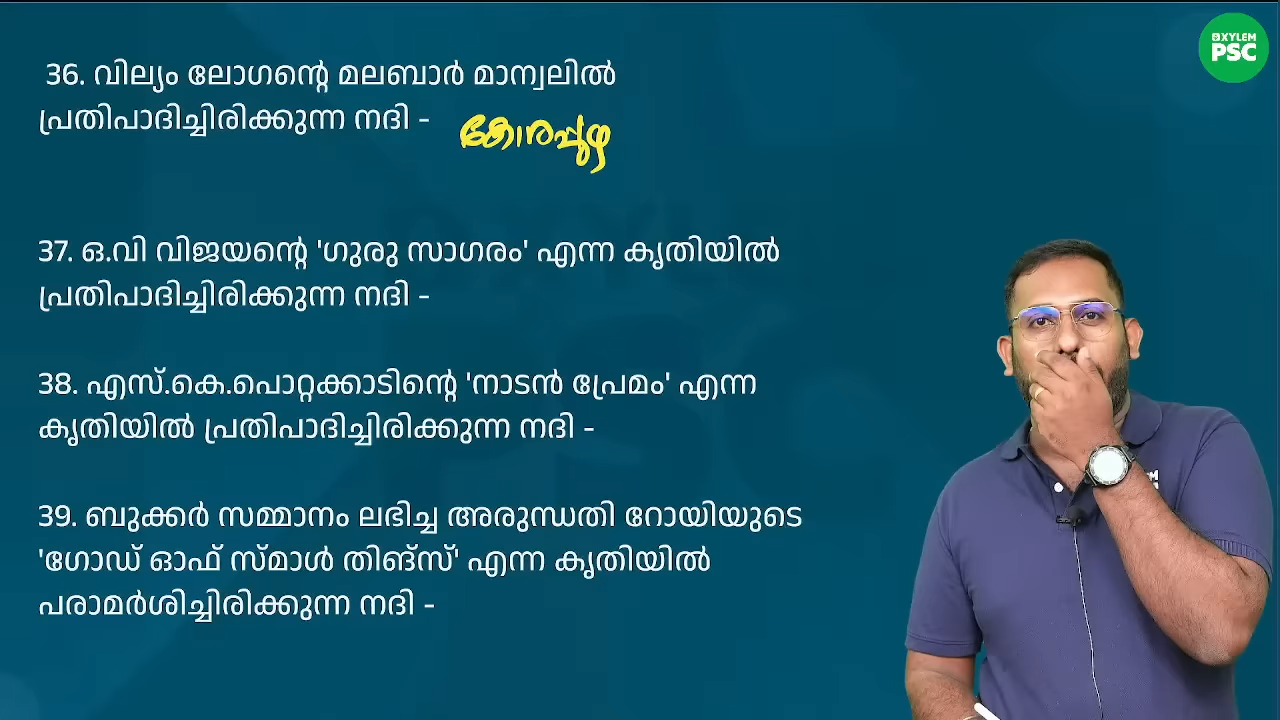 XYLEM
PSC
36. വില്യം ലോഗന്റെ മലബാർ മാന്വലിൽ
പ്രതിപാദിച്ചിരിക്കുന്ന നദി - കോരപ്പുഴ
37. ഒ.വി വിജയന്റെ 'ഗുരു സാഗരം' എന്ന കൃതിയിൽ
പ്രതിപാദിച്ചിരിക്കുന്ന നദി -
38. എസ്.കെ.പൊറ്റക്കാടിന്റെ 'നാടൻ പ്രേമം' എന്ന
കൃതിയിൽ പ്രതിപാദിച്ചിരിക്കുന്ന നദി -
39. ബുക്കർ സമ്മാനം ലഭിച്ച അരുന്ധതി റോയിയുടെ
'ഗോഡ് ഓഫ് സ്മാൾ തിങ്സ്' എന്ന കൃതിയിൽ
പരാമർശിച്ചിരിക്കുന്ന നദി -